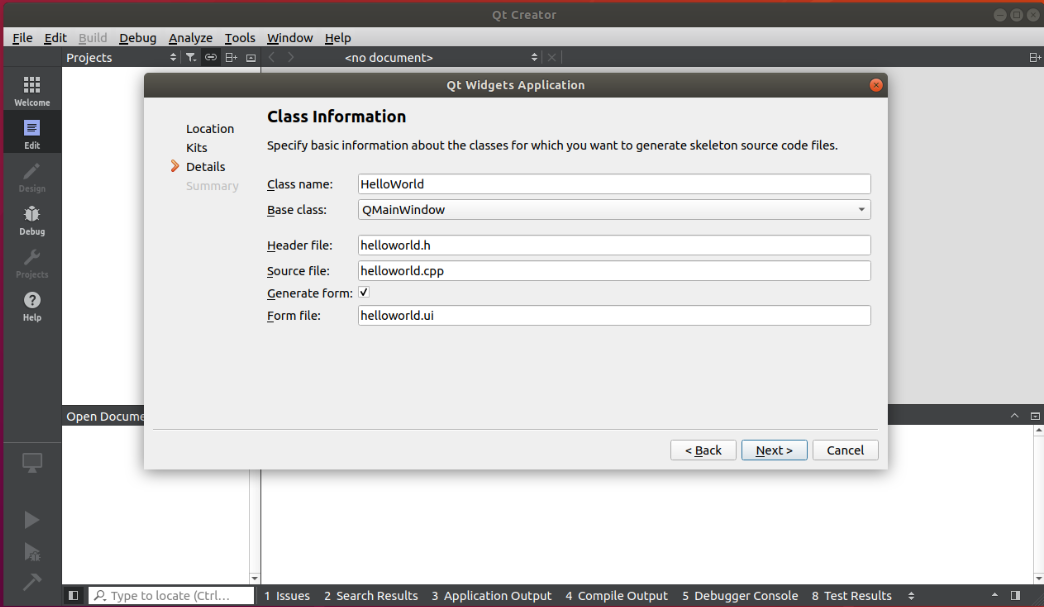 Qt Creator
File Edit Build Debug Analyze Tools Window Help
Projects <no document>
Welcome
Edit
Design
Debug
Projects
Help
Qt Widgets Application
Location
Kits
Details
Summary
Class Information
Specify basic information about the classes for which you want to generate skeleton source code files.
Class name: HelloWorld
Base class: QMainWindow
Header file: helloworld.h
Source file: helloworld.cpp
Generate form:
Form file: helloworld.ui
< Back Next > Cancel
Open Docume
Type to locate (Ctrl... 1 Issues 2 Search Results 3 Application Output 4 Compile Output 5 Debugger Console 8 Test Results